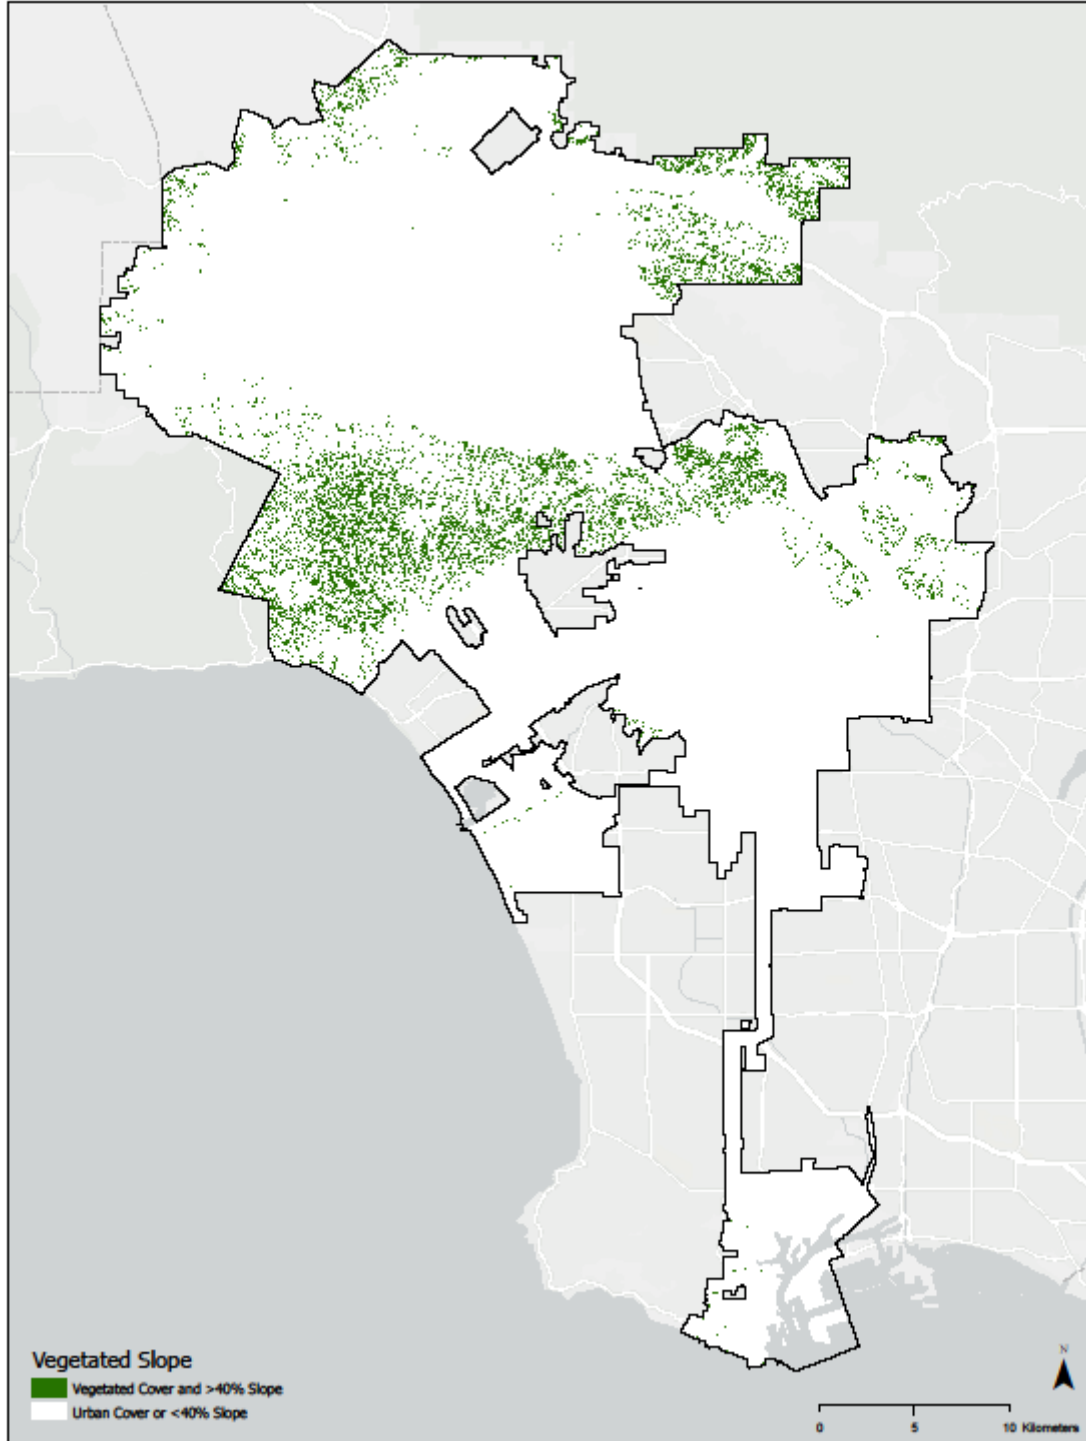 Vegetated Slope
Vegetated Cover and >40% Slope
Urban Cover or <40% Slope
N
0 5 10 Kilometers